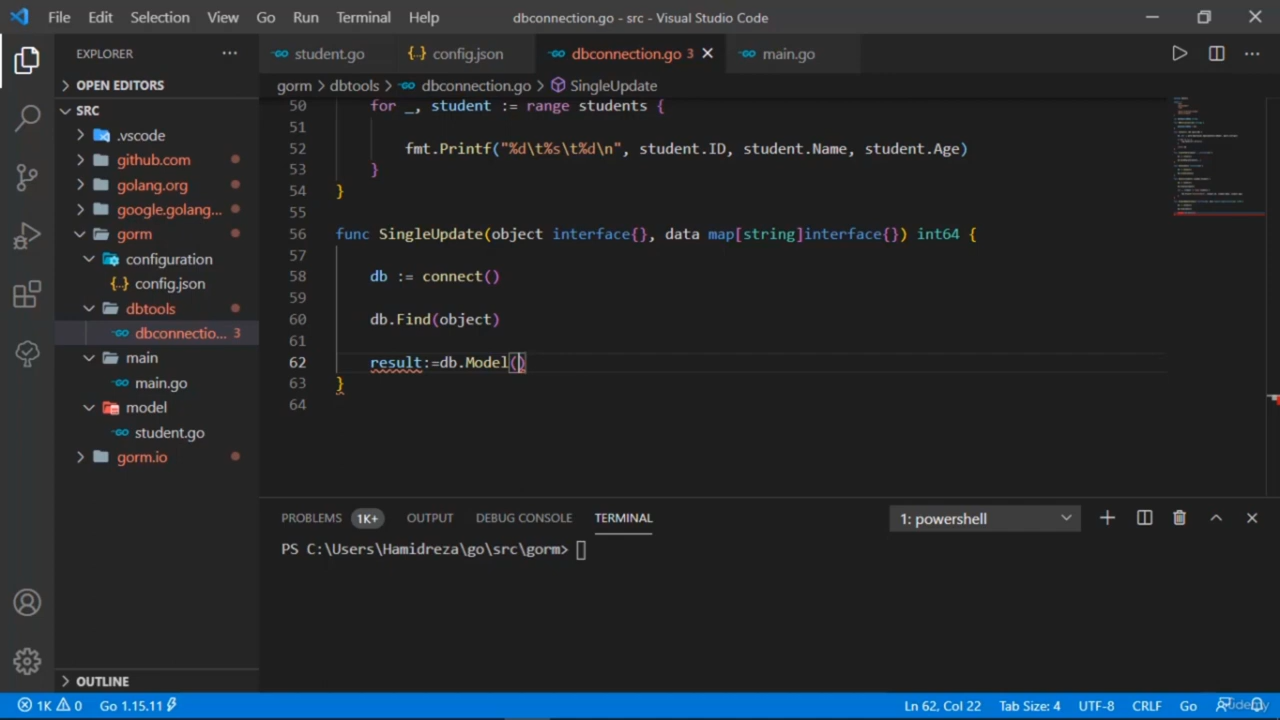 File Edit Selection View Go Run Terminal Help dbconnection.go - src - Visual Studio Code
EXPLORER ··· student.go {} config.json dbconnection.go 3 × main.go ···
OPEN EDITORS
gorm > dbtools > dbconnection.go > SingleUpdate
SRC
.vscode
github.com
golang.org
google.golang...
gorm
configuration
{} config.json
dbtools
dbconnectio... 3
main
main.go
model
student.go
gorm.io
OUTLINE
50 for _, student := range students {
51
52 fmt.Printf("%d\t%s\t%d\n", student.ID, student.Name, student.Age)
53 }
54 }
55
56 func SingleUpdate(object interface{}, data map[string]interface{}) int64 {
57
58 db := connect()
59
60 db.Find(object)
61
62 result:=db.Model()
63 }
64
PROBLEMS 1K+ OUTPUT DEBUG CONSOLE TERMINAL 1: powershell
PS C:\Users\Hamidreza\go\src\gorm>
1K 0 Go 1.15.11 Ln 62, Col 22 Tab Size: 4 UTF-8 CRLF Go
Udemy